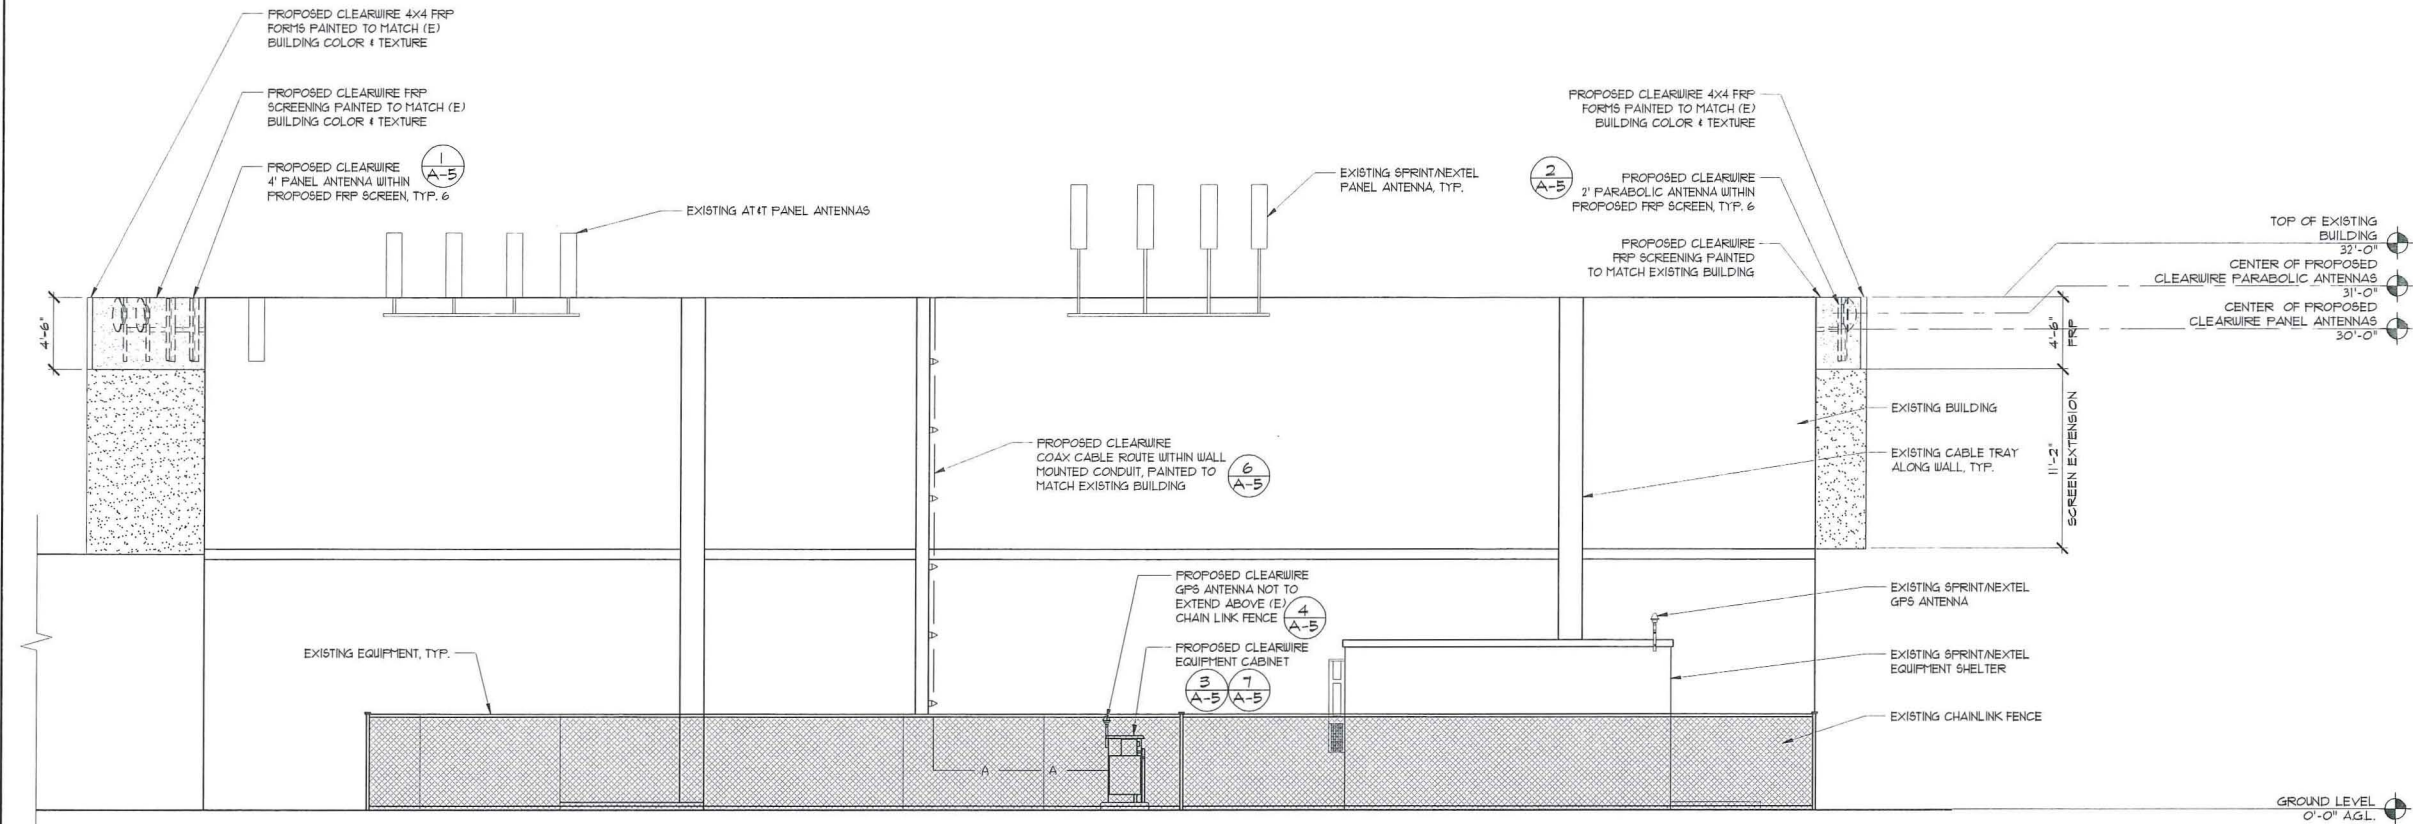 PROPOSED CLEARWIRE 4X4 FRP
FORMS PAINTED TO MATCH (E)
BUILDING COLOR & TEXTURE
PROPOSED CLEARWIRE FRP
SCREENING PAINTED TO MATCH (E)
BUILDING COLOR & TEXTURE
PROPOSED CLEARWIRE
4' PANEL ANTENNA WITHIN
PROPOSED FRP SCREEN, TYP. 6
1
A-5
EXISTING AT&T PANEL ANTENNAS
EXISTING SPRINT/NEXTEL
PANEL ANTENNA, TYP.
PROPOSED CLEARWIRE 4X4 FRP
FORMS PAINTED TO MATCH (E)
BUILDING COLOR & TEXTURE
2
A-5
PROPOSED CLEARWIRE
2' PARABOLIC ANTENNA WITHIN
PROPOSED FRP SCREEN, TYP. 6
PROPOSED CLEARWIRE
FRP SCREENING PAINTED
TO MATCH EXISTING BUILDING
TOP OF EXISTING
BUILDING
32'-0"
CENTER OF PROPOSED
CLEARWIRE PARABOLIC ANTENNAS
31'-0"
CENTER OF PROPOSED
CLEARWIRE PANEL ANTENNAS
30'-0"
4'-6"
4'-6"
FRP
11'-2"
SCREEN EXTENSION
EXISTING BUILDING
EXISTING CABLE TRAY
ALONG WALL, TYP.
PROPOSED CLEARWIRE
COAX CABLE ROUTE WITHIN WALL
MOUNTED CONDUIT, PAINTED TO
MATCH EXISTING BUILDING
6
A-5
PROPOSED CLEARWIRE
GPS ANTENNA NOT TO
EXTEND ABOVE (E)
CHAIN LINK FENCE
4
A-5
PROPOSED CLEARWIRE
EQUIPMENT CABINET
3
A-5
7
A-5
EXISTING EQUIPMENT, TYP.
EXISTING SPRINT/NEXTEL
GPS ANTENNA
EXISTING SPRINT/NEXTEL
EQUIPMENT SHELTER
EXISTING CHAINLINK FENCE
A A
GROUND LEVEL
0'-0" A.G.L.